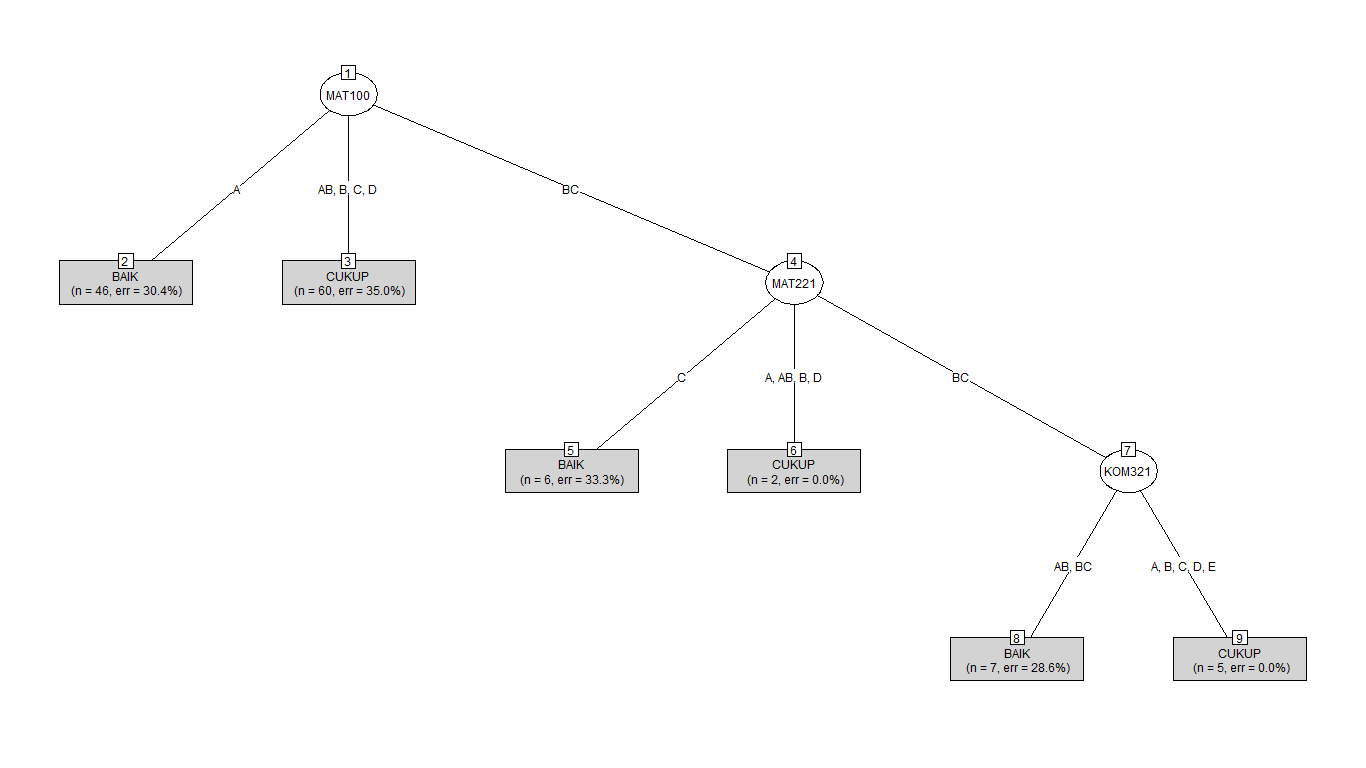 1
MAT100
A
AB, B, C, D
BC
2
BAIK
(n = 46, err = 30.4%)
3
CUKUP
(n = 60, err = 35.0%)
4
MAT221
C
A, AB, B, D
BC
5
BAIK
(n = 6, err = 33.3%)
6
CUKUP
(n = 2, err = 0.0%)
7
KOM321
AB, BC
A, B, C, D, E
8
BAIK
(n = 7, err = 28.6%)
9
CUKUP
(n = 5, err = 0.0%)